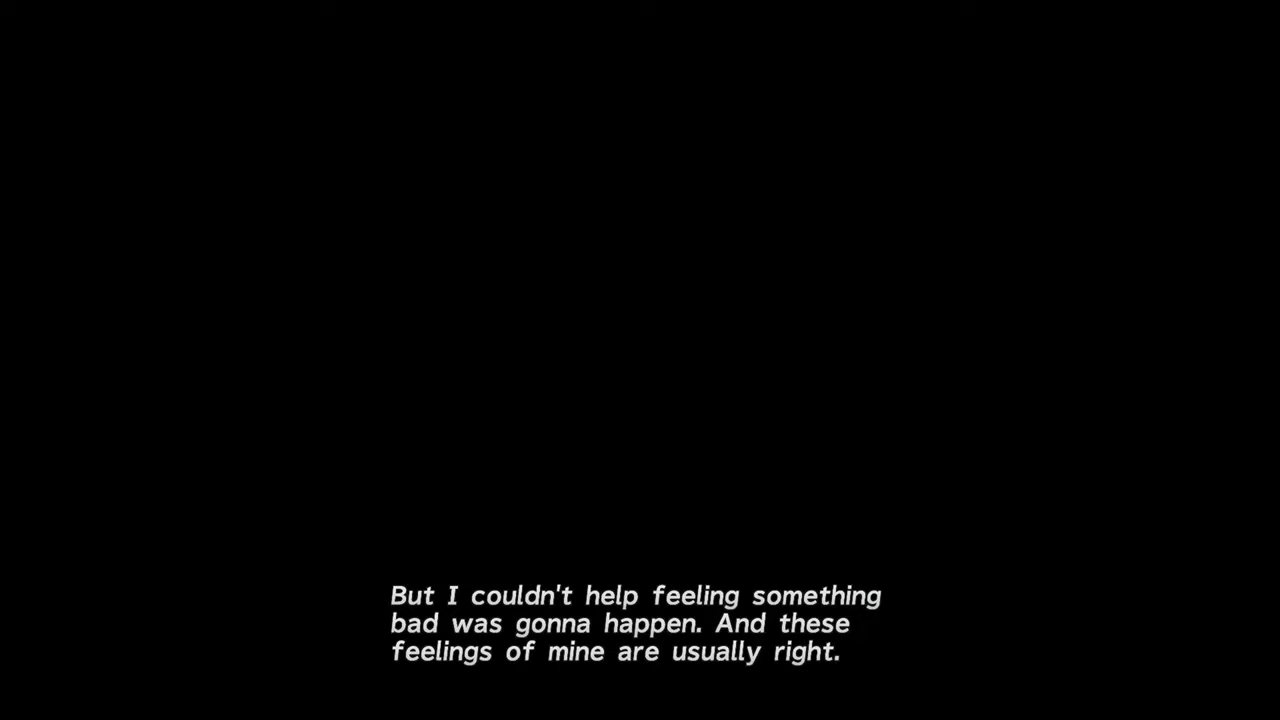 But I couldn't help feeling something
bad was gonna happen. And these
feelings of mine are usually right.